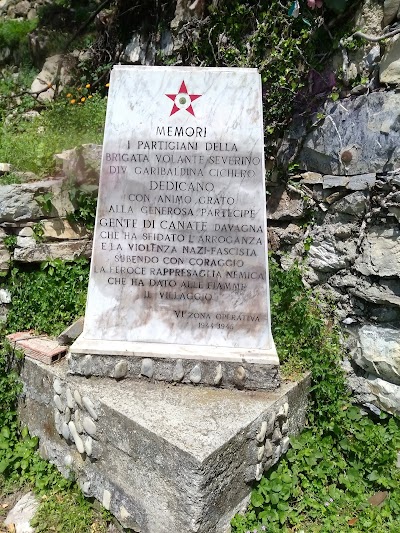 MEMORI
I PARTIGIANI DELLA
BRIGATA VOLANTE SEVERINO
DIV. GARIBALDINA CICHERO
DEDICANO
CON ANIMO GRATO
ALLA GENEROSA PARTECIPE
GENTE DI CANATE DAVAGNA
CHE HA SFIDATO L'ARROGANZA
E LA VIOLENZA NAZI-FASCISTA
SUBENDO CON CORAGGIO
LA FEROCE RAPPRESAGLIA NEMICA
CHE HA DATO ALLE FIAMME
IL VILLAGGIO
VI ZONA OPERATIVA